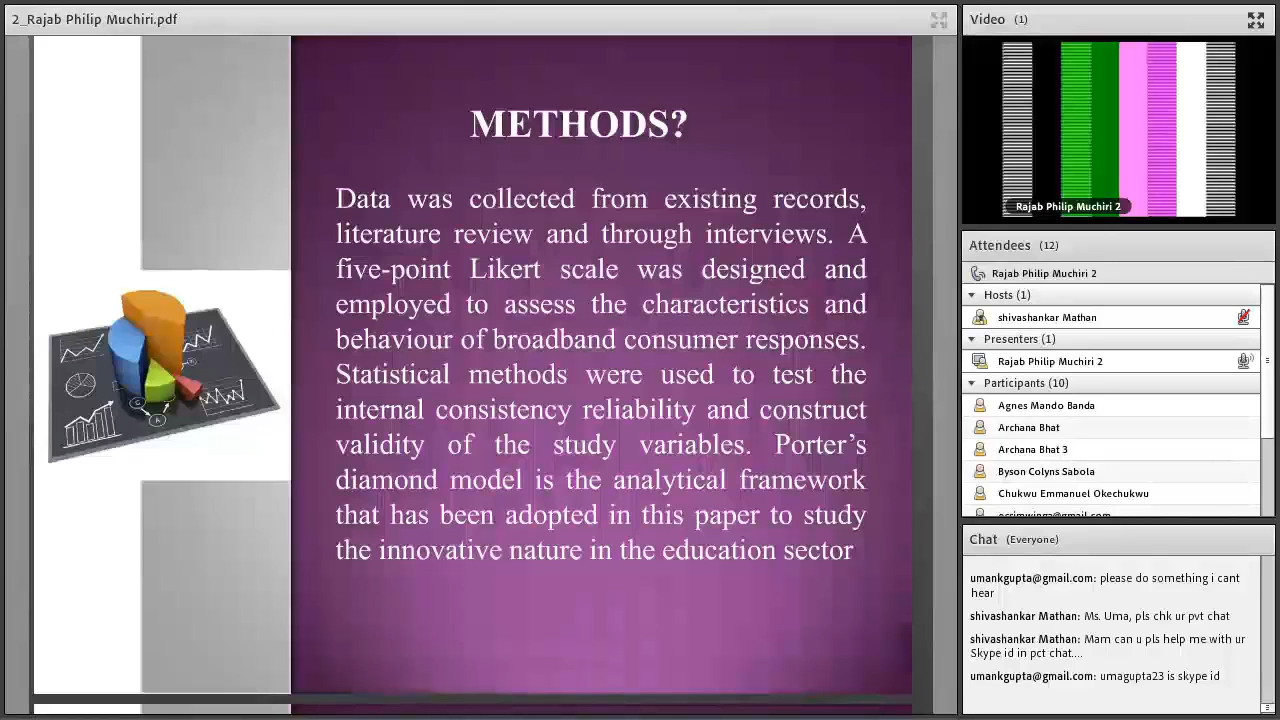 2_Rajab Philip Muchiri.pdf
METHODS?
Data was collected from existing records,
literature review and through interviews. A
five-point Likert scale was designed and
employed to assess the characteristics and
behaviour of broadband consumer responses.
Statistical methods were used to test the
internal consistency reliability and construct
validity of the study variables. Porter’s
diamond model is the analytical framework
that has been adopted in this paper to study
the innovative nature in the education sector
Video (1)
Rajab Philip Muchiri 2
Attendees (12)
Rajab Philip Muchiri 2
Hosts (1)
shivashankar Mathan
Presenters (1)
Rajab Philip Muchiri 2
Participants (10)
Agnes Mando Banda
Archana Bhat
Archana Bhat 3
Byson Colyns Sabola
Chukwu Emmanuel Okechukwu
Chat (Everyone)
umankgupta@gmail.com: please do something i cant
hear
shivashankar Mathan: Ms. Uma, pls chk ur pvt chat
shivashankar Mathan: Mam can u pls help me with ur
Skype id in pct chat....
umankgupta@gmail.com: umagupta23 is skype id